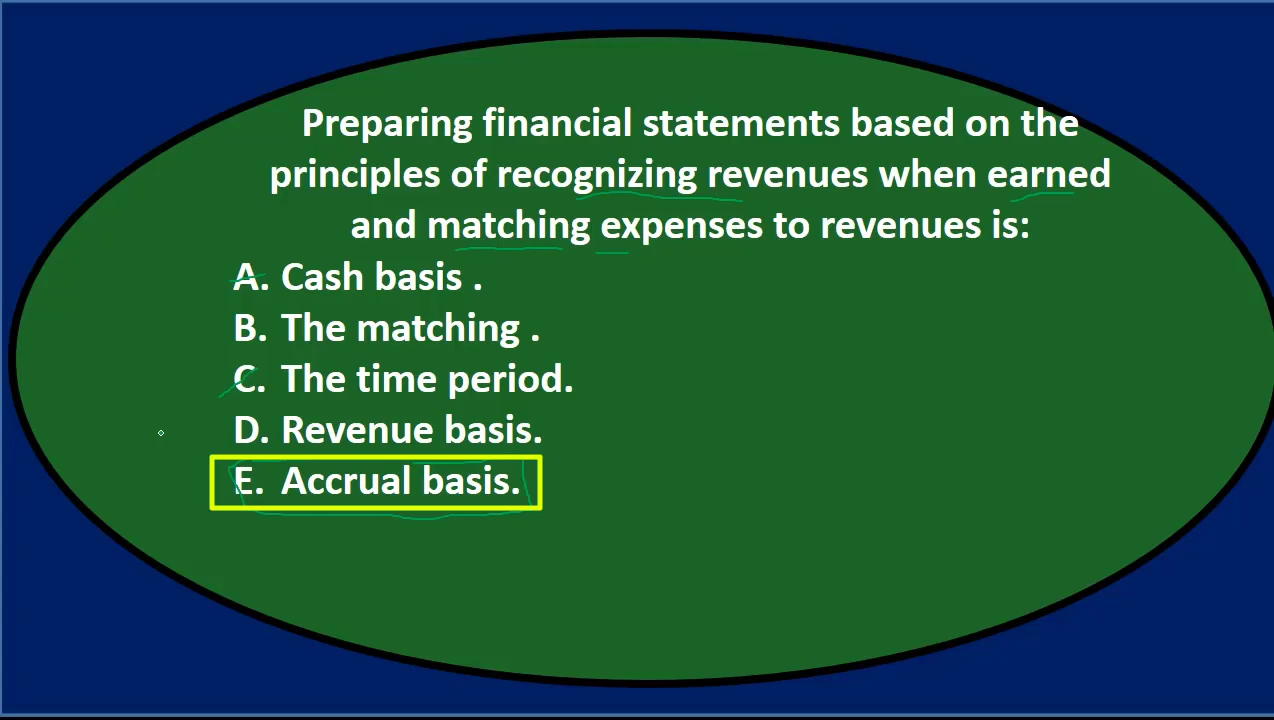 Preparing financial statements based on the
principles of recognizing revenues when earned
and matching expenses to revenues is:
A. Cash basis .
B. The matching .
C. The time period.
D. Revenue basis.
E. Accrual basis.